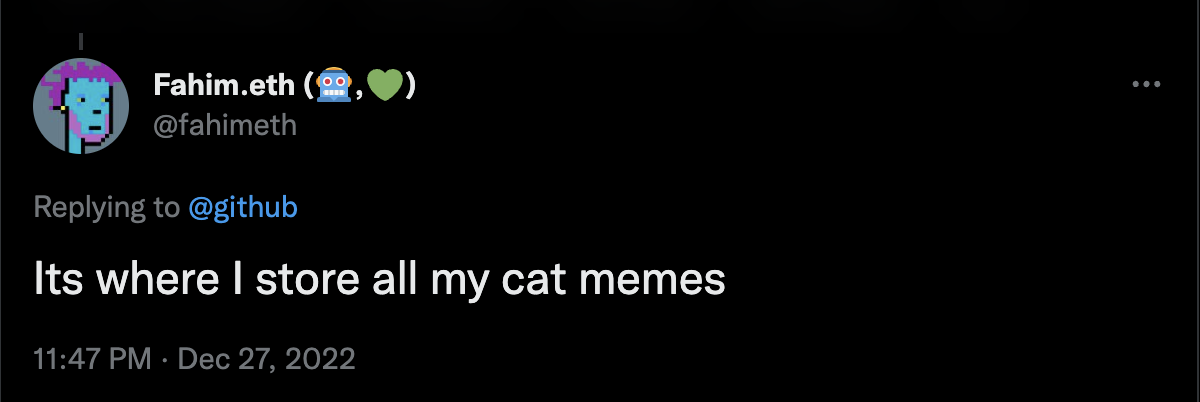 Fahim.eth (🤖,💚)
@fahimeth
Replying to @github
Its where I store all my cat memes
11:47 PM · Dec 27, 2022